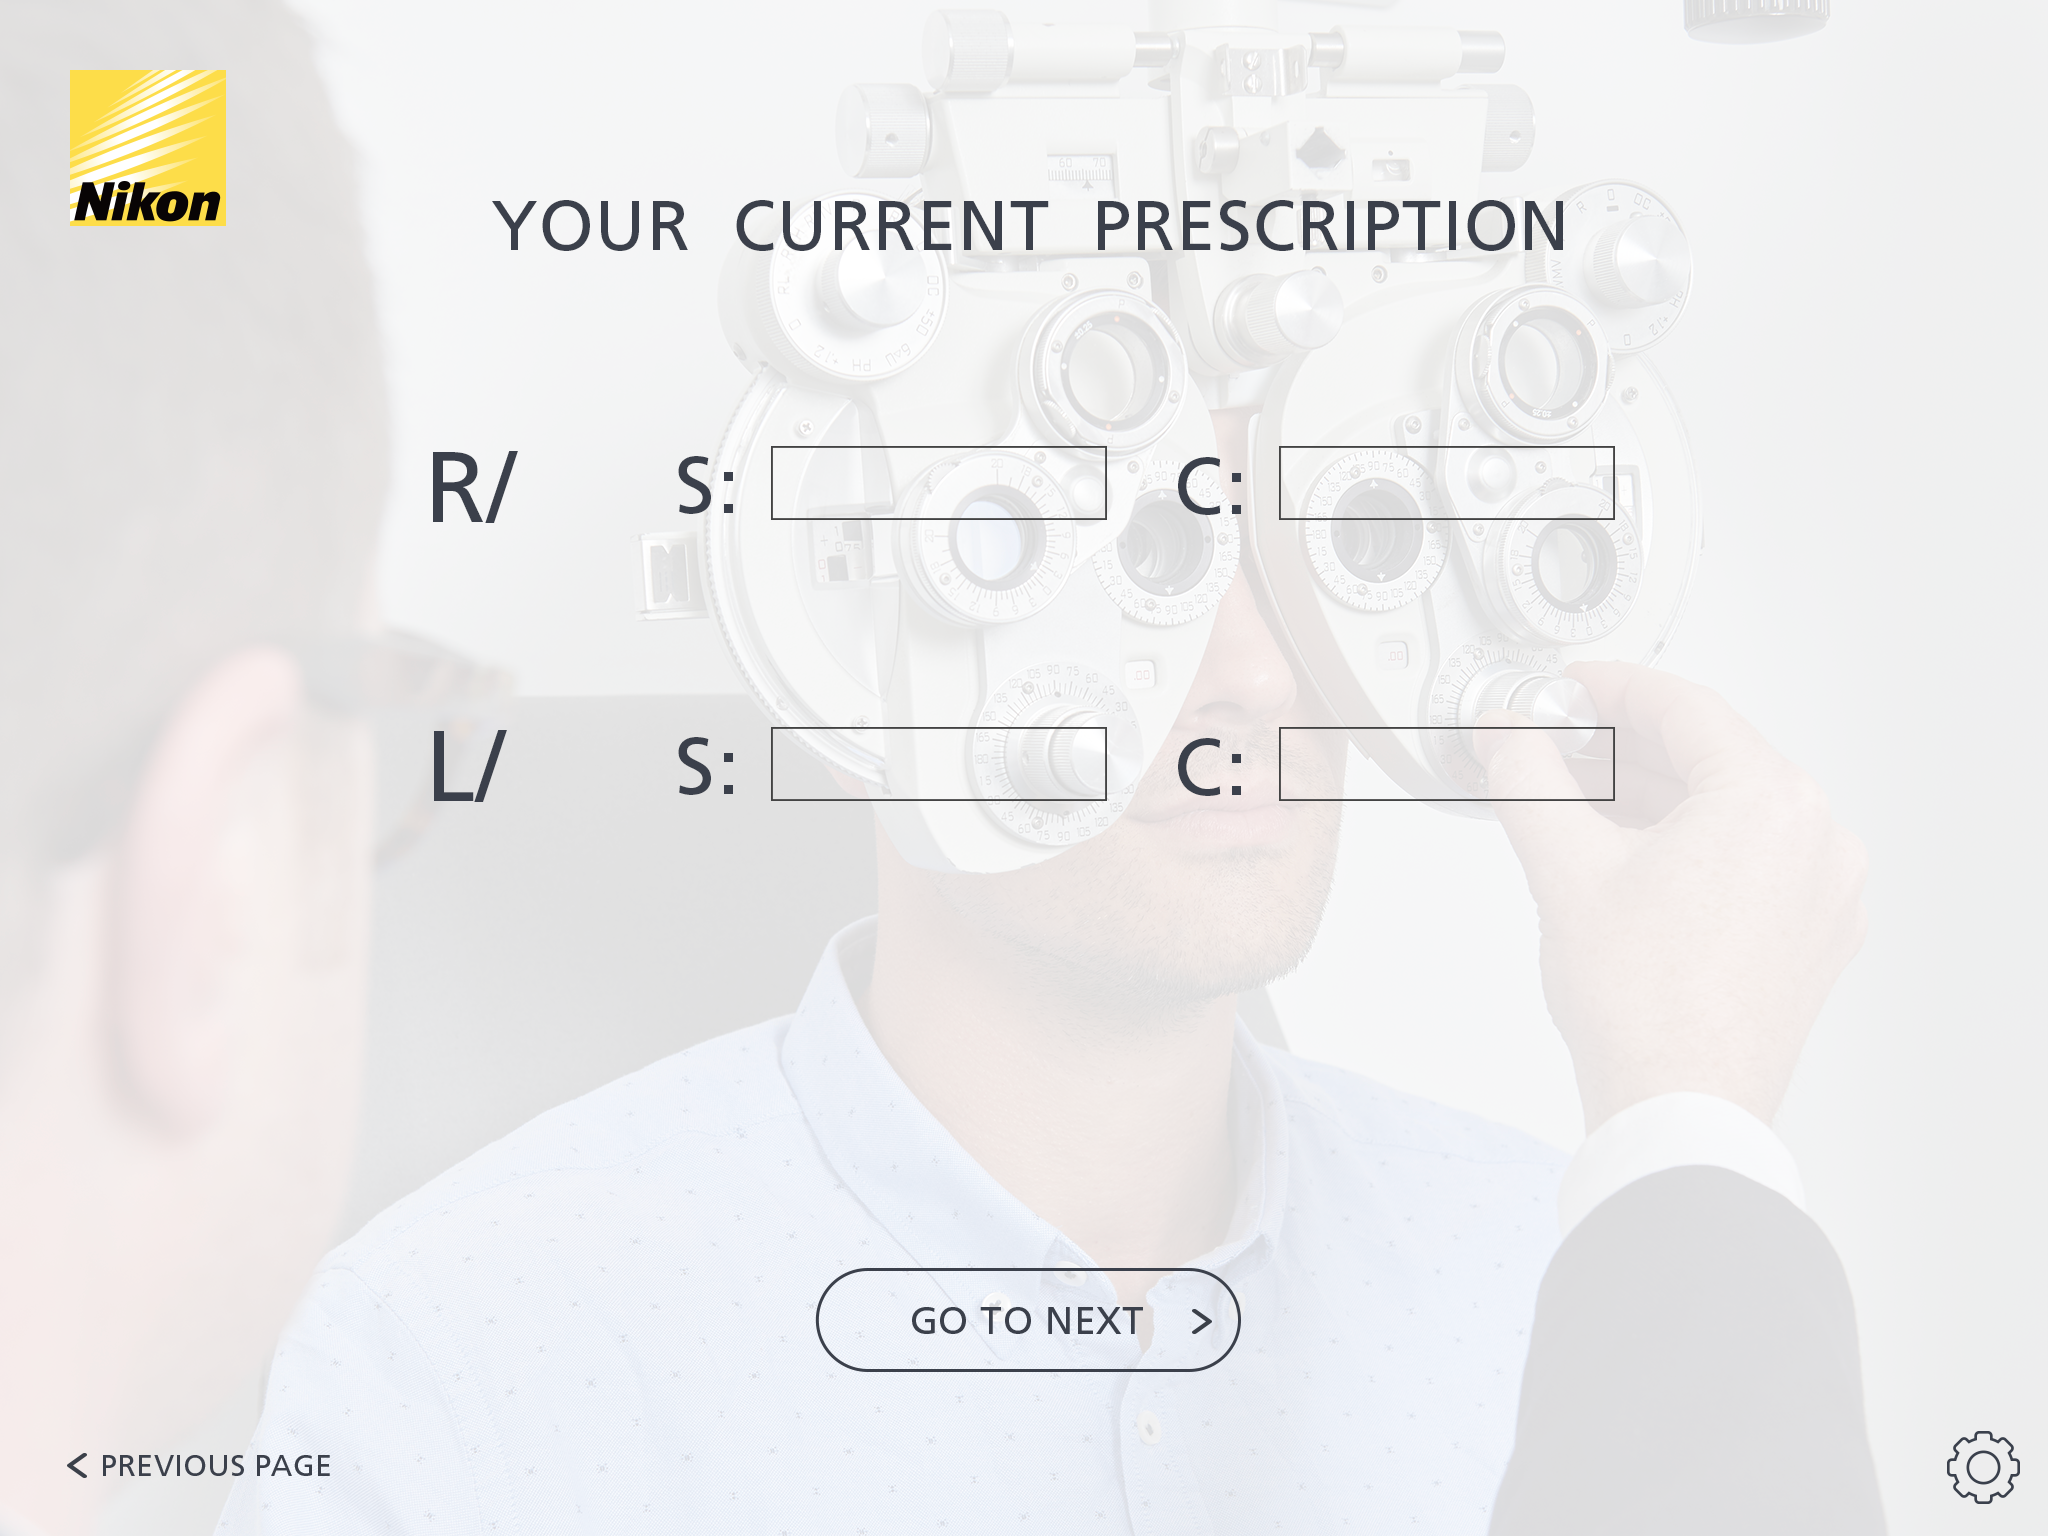 Nikon
YOUR CURRENT PRESCRIPTION
R/ S: C:
L/ S: C:
GO TO NEXT >
< PREVIOUS PAGE